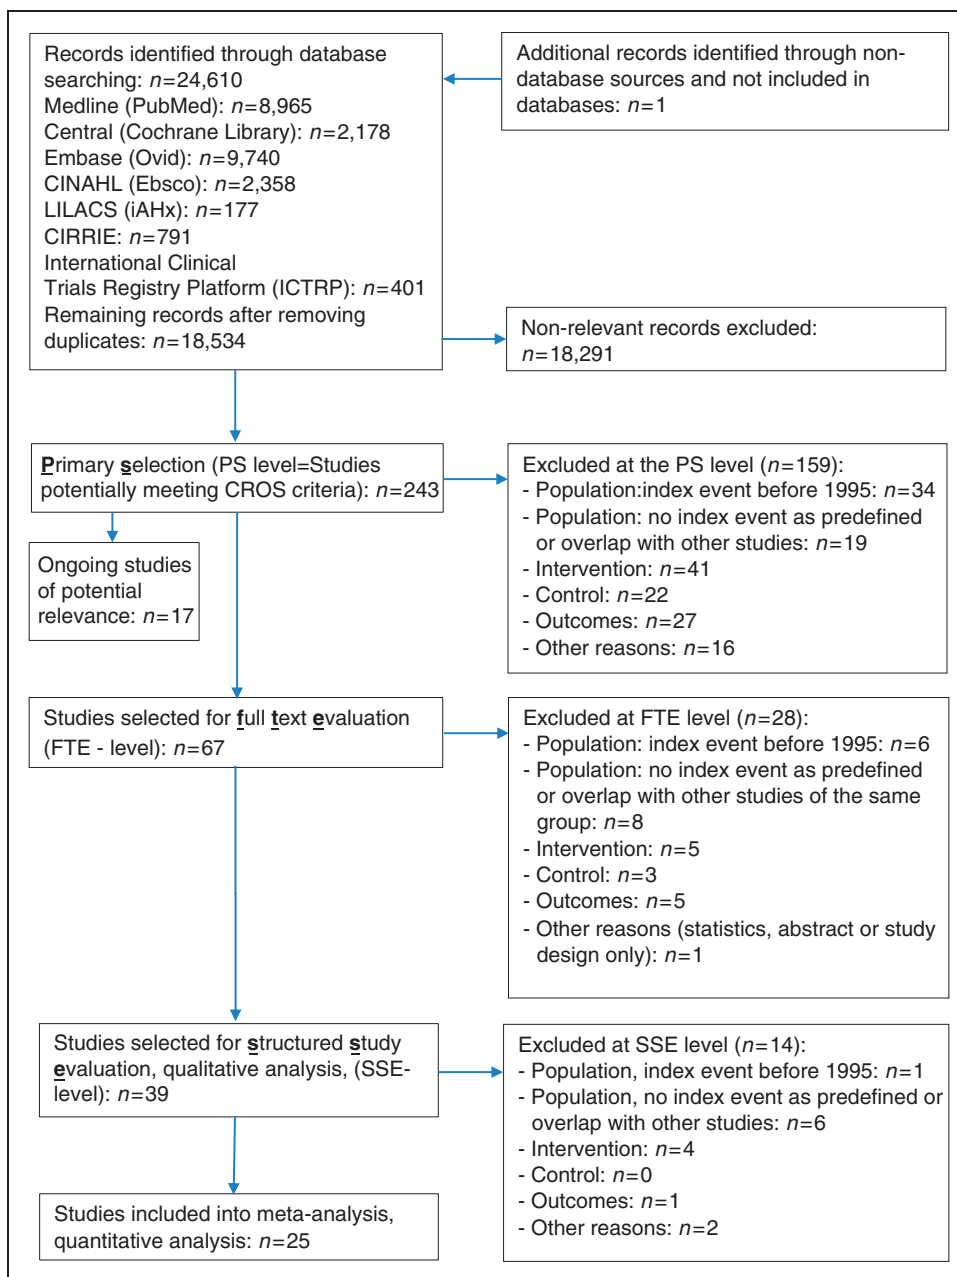 Records identified through database
searching: n=24,610
Medline (PubMed): n=8,965
Central (Cochrane Library): n=2,178
Embase (Ovid): n=9,740
CINAHL (Ebsco): n=2,358
LILACS (iAHx): n=177
CIRRIE: n=791
International Clinical
Trials Registry Platform (ICTRP): n=401
Remaining records after removing
duplicates: n=18,534
Additional records identified through non-
database sources and not included in
databases: n=1
Non-relevant records excluded:
n=18,291
Primary selection (PS level=Studies
potentially meeting CROS criteria): n=243
Excluded at the PS level (n=159):
- Population:index event before 1995: n=34
- Population: no index event as predefined
or overlap with other studies: n=19
- Intervention: n=41
- Control: n=22
- Outcomes: n=27
- Other reasons: n=16
Ongoing studies
of potential
relevance: n=17
Studies selected for full text evaluation
(FTE - level): n=67
Excluded at FTE level (n=28):
- Population: index event before 1995: n=6
- Population: no index event as predefined
or overlap with other studies of the same
group: n=8
- Intervention: n=5
- Control: n=3
- Outcomes: n=5
- Other reasons (statistics, abstract or study
design only): n=1
Studies selected for structured study
evaluation, qualitative analysis, (SSE-
level): n=39
Excluded at SSE level (n=14):
- Population, index event before 1995: n=1
- Population, no index event as predefined or
overlap with other studies: n=6
- Intervention: n=4
- Control: n=0
- Outcomes: n=1
- Other reasons: n=2
Studies included into meta-analysis,
quantitative analysis: n=25